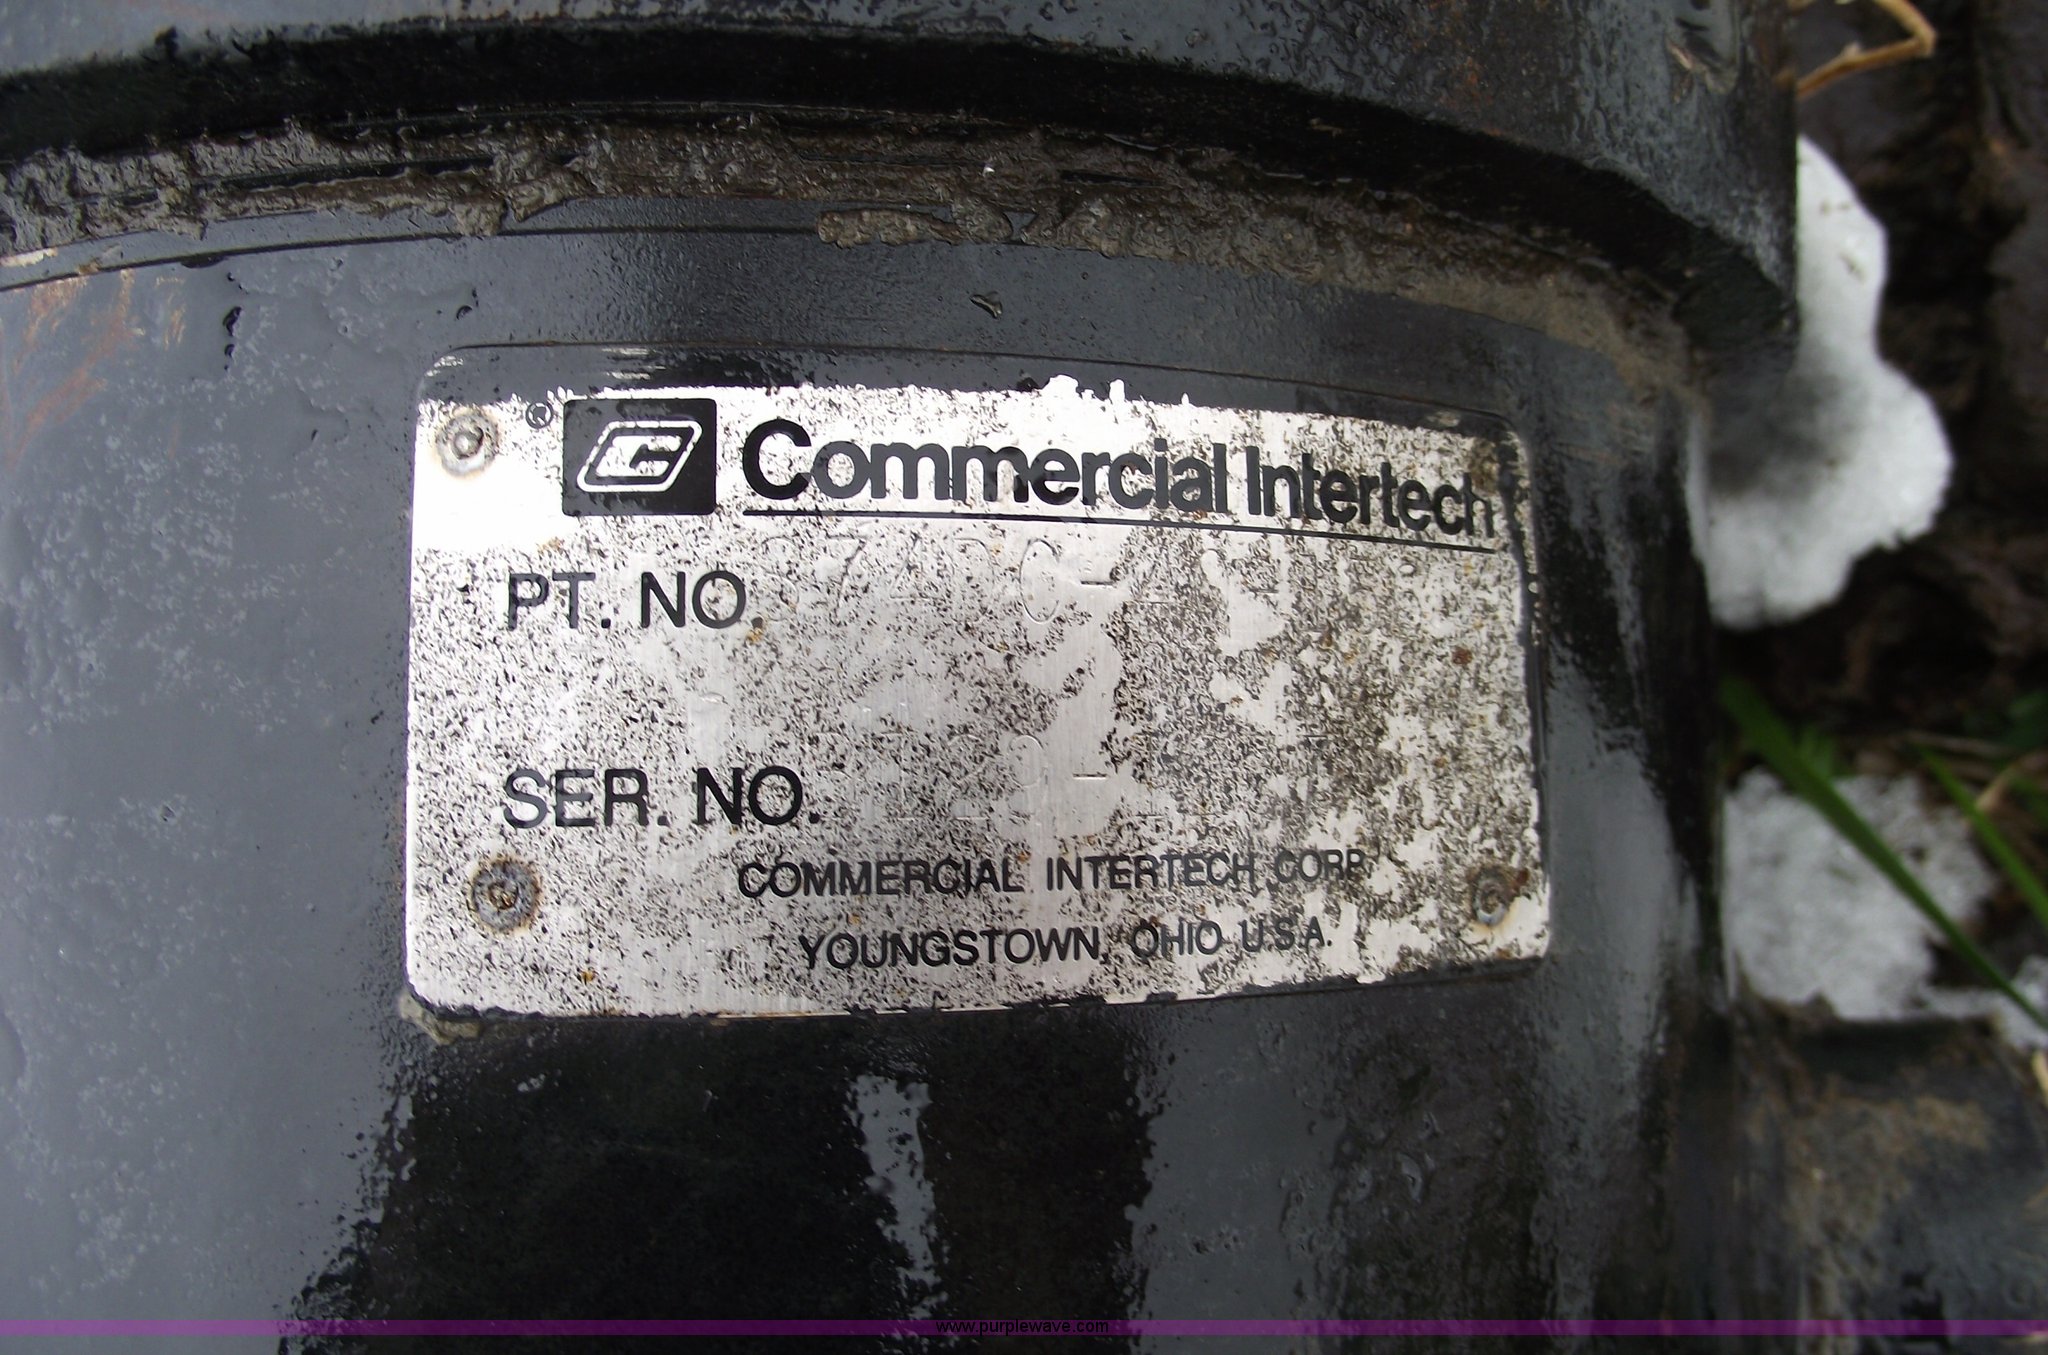 ® C Commercial Intertech
PT. NO.
SER. NO.
COMMERCIAL INTERTECH CORP.
YOUNGSTOWN, OHIO U.S.A.
www.purplewave.com